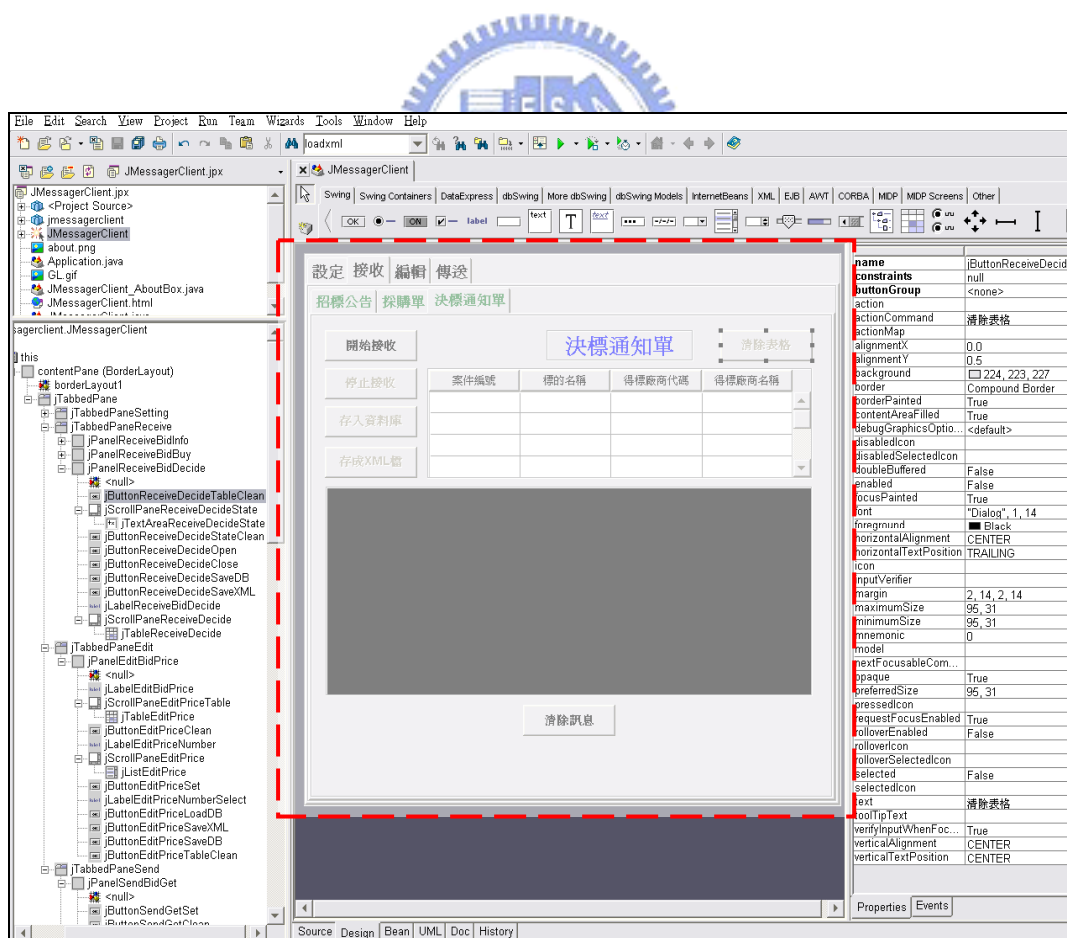 File Edit Search View Project Run Team Wizards Tools Window Help
loadxml
JMessagerClient.jpx
JMessagerClient
JMessagerClient.jpx
<Project Source>
jmessagerclient
JMessagerClient
about.png
Application.java
GL.gif
JMessagerClient_AboutBox.java
JMessagerClient.html
Swing Swing Containers DataExpress dbSwing More dbSwing dbSwing Models InternetBeans XML EJB AWT CORBA MIDP MIDP Screens Other
OK ON label text T text
sagerclient.JMessagerClient
this
contentPane (BorderLayout)
borderLayout1
jTabbedPane
jTabbedPaneSetting
jTabbedPaneReceive
jPanelReceiveBidInfo
jPanelReceiveBidBuy
jPanelReceiveBidDecide
<null>
jButtonReceiveDecideTableClean
jScrollPaneReceiveDecideState
jTextAreaReceiveDecideState
jButtonReceiveDecideStateClean
jButtonReceiveDecideOpen
jButtonReceiveDecideClose
jButtonReceiveDecideSaveDB
jButtonReceiveDecideSaveXML
jLabelReceiveBidDecide
jScrollPaneReceiveDecide
jTableReceiveDecide
jTabbedPaneEdit
jPanelEditBidPrice
<null>
jLabelEditBidPrice
jScrollPaneEditPriceTable
jTableEditPrice
jButtonEditPriceClean
jLabelEditPriceNumber
jScrollPaneEditPrice
jListEditPrice
jButtonEditPriceSet
jLabelEditPriceNumberSelect
jButtonEditPriceLoadDB
jButtonEditPriceSaveXML
jButtonEditPriceSaveDB
jButtonEditPriceTableClean
jTabbedPaneSend
jPanelSendBidGet
<null>
jButtonSendGetSet
jButtonSendGetClean
設定 接收 編輯 傳送
招標公告 採購單 決標通知單
開始接收 決標通知單 清除表格
停止接收 案件編號 標的名稱 得標廠商代碼 得標廠商名稱
存入資料庫
存成XML檔
清除訊息
name jButtonReceiveDecid
constraints null
buttonGroup <none>
action
actionCommand 清除表格
actionMap
alignmentX 0.0
alignmentY 0.5
background 224, 223, 227
border Compound Border
borderPainted True
contentAreaFilled True
debugGraphicsOptio... <default>
disabledIcon
disabledSelectedIcon
doubleBuffered False
enabled False
focusPainted True
font "Dialog", 1, 14
foreground Black
horizontalAlignment CENTER
horizontalTextPosition TRAILING
icon
inputVerifier
margin 2, 14, 2, 14
maximumSize 95, 31
minimumSize 95, 31
mnemonic 0
model
nextFocusableCom...
opaque True
preferredSize 95, 31
pressedIcon
requestFocusEnabled True
rolloverEnabled False
rolloverIcon
rolloverSelectedIcon
selected False
selectedIcon
text 清除表格
toolTipText
verifyInputWhenFoc... True
verticalAlignment CENTER
verticalTextPosition CENTER
Properties Events
Source Design Bean UML Doc History